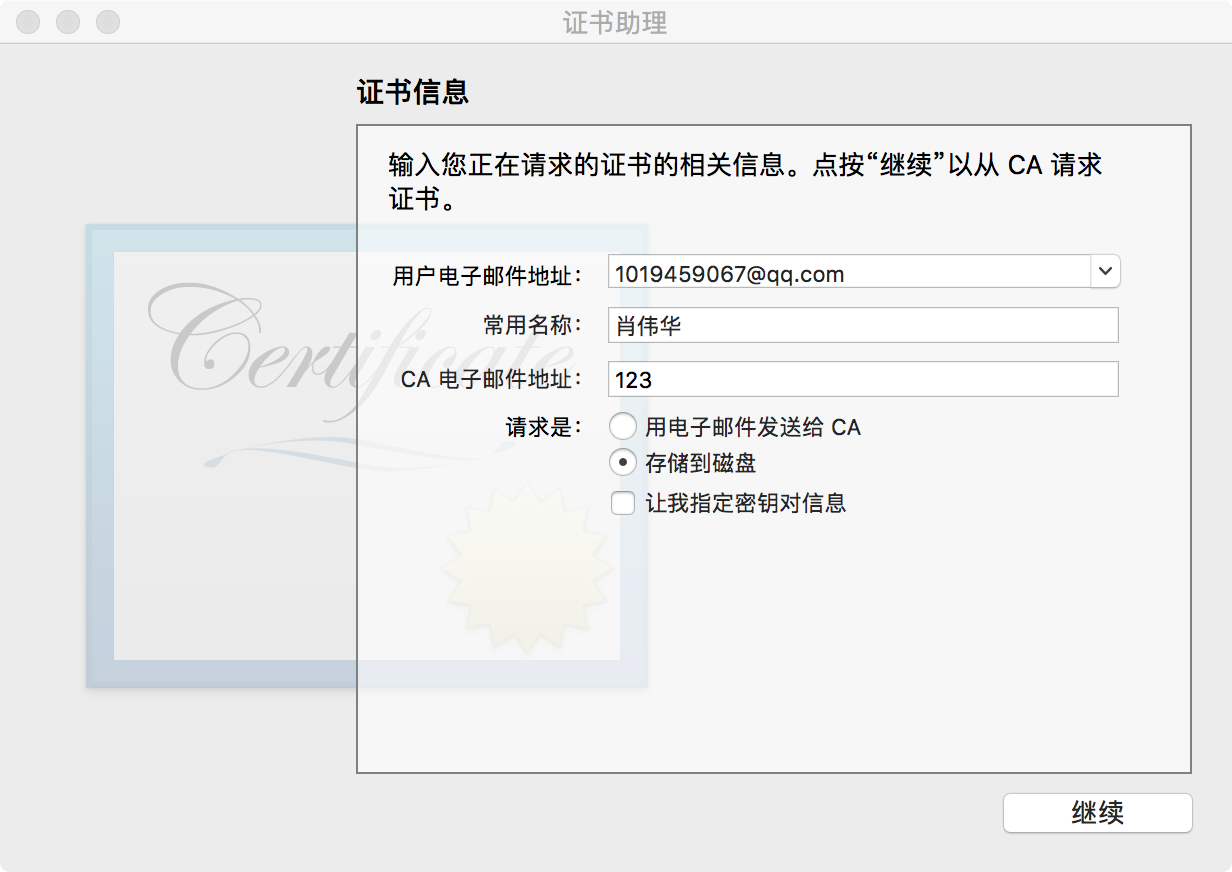 证书助理
证书信息
输入您正在请求的证书的相关信息。点按“继续”以从 CA 请求
证书。
用户电子邮件地址： 1019459067@qq.com
常用名称： 肖伟华
CA 电子邮件地址： 123
请求是： 用电子邮件发送给 CA
存储到磁盘
让我指定密钥对信息
Certificate
继续